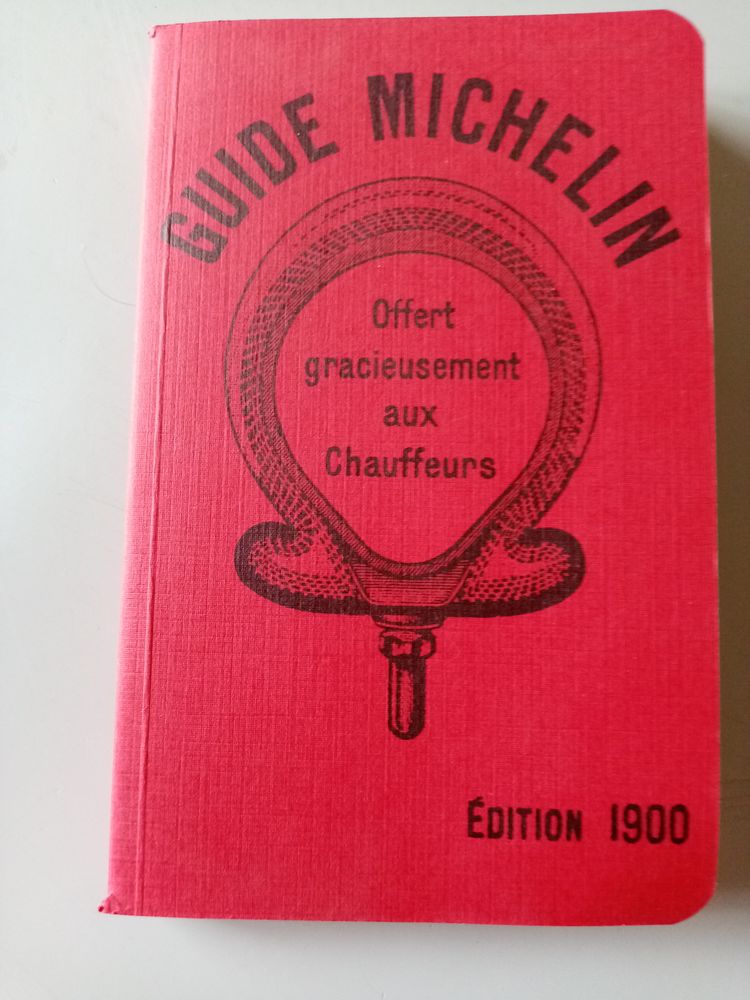 GUIDE MICHELIN
Offert
gracieusement
aux
Chauffeurs
ÉDITION 1900